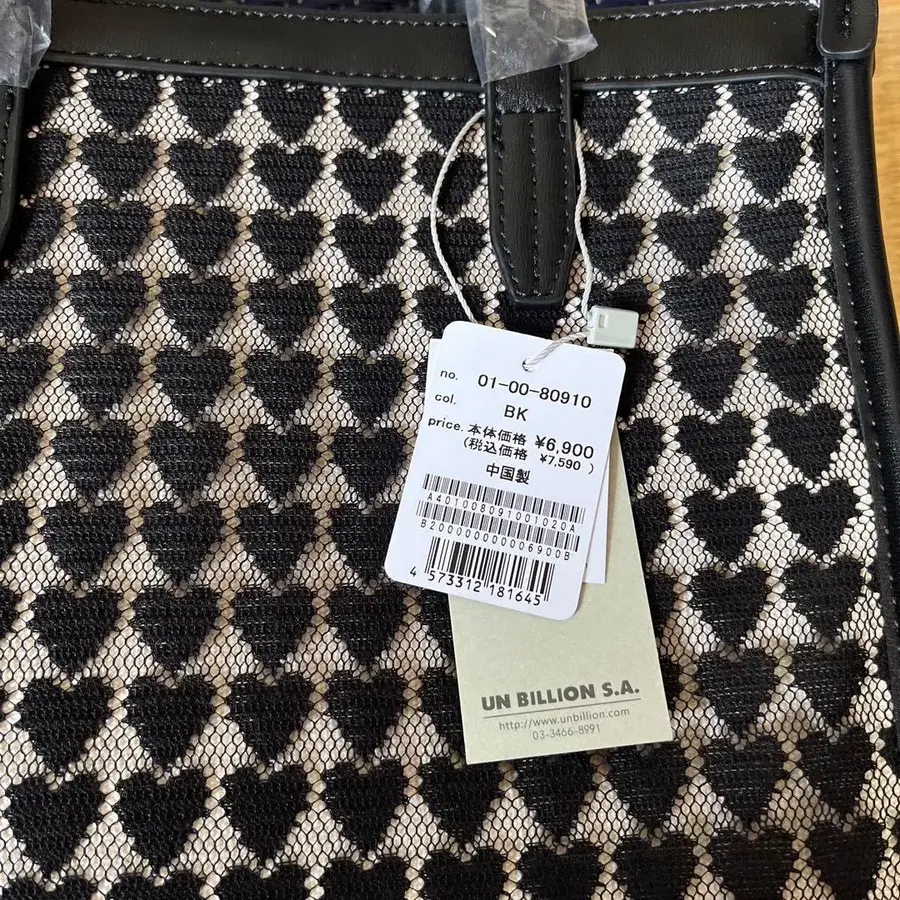 no. 01-00-80910
col. BK
price. 本体価格 ¥6,900
(税込価格 ¥7,590 )
中国製
A401008091001020A
B200000000006900B
4 573312 181645
UN BILLION S.A.
http://www.unbillion.com
03-3466-8991